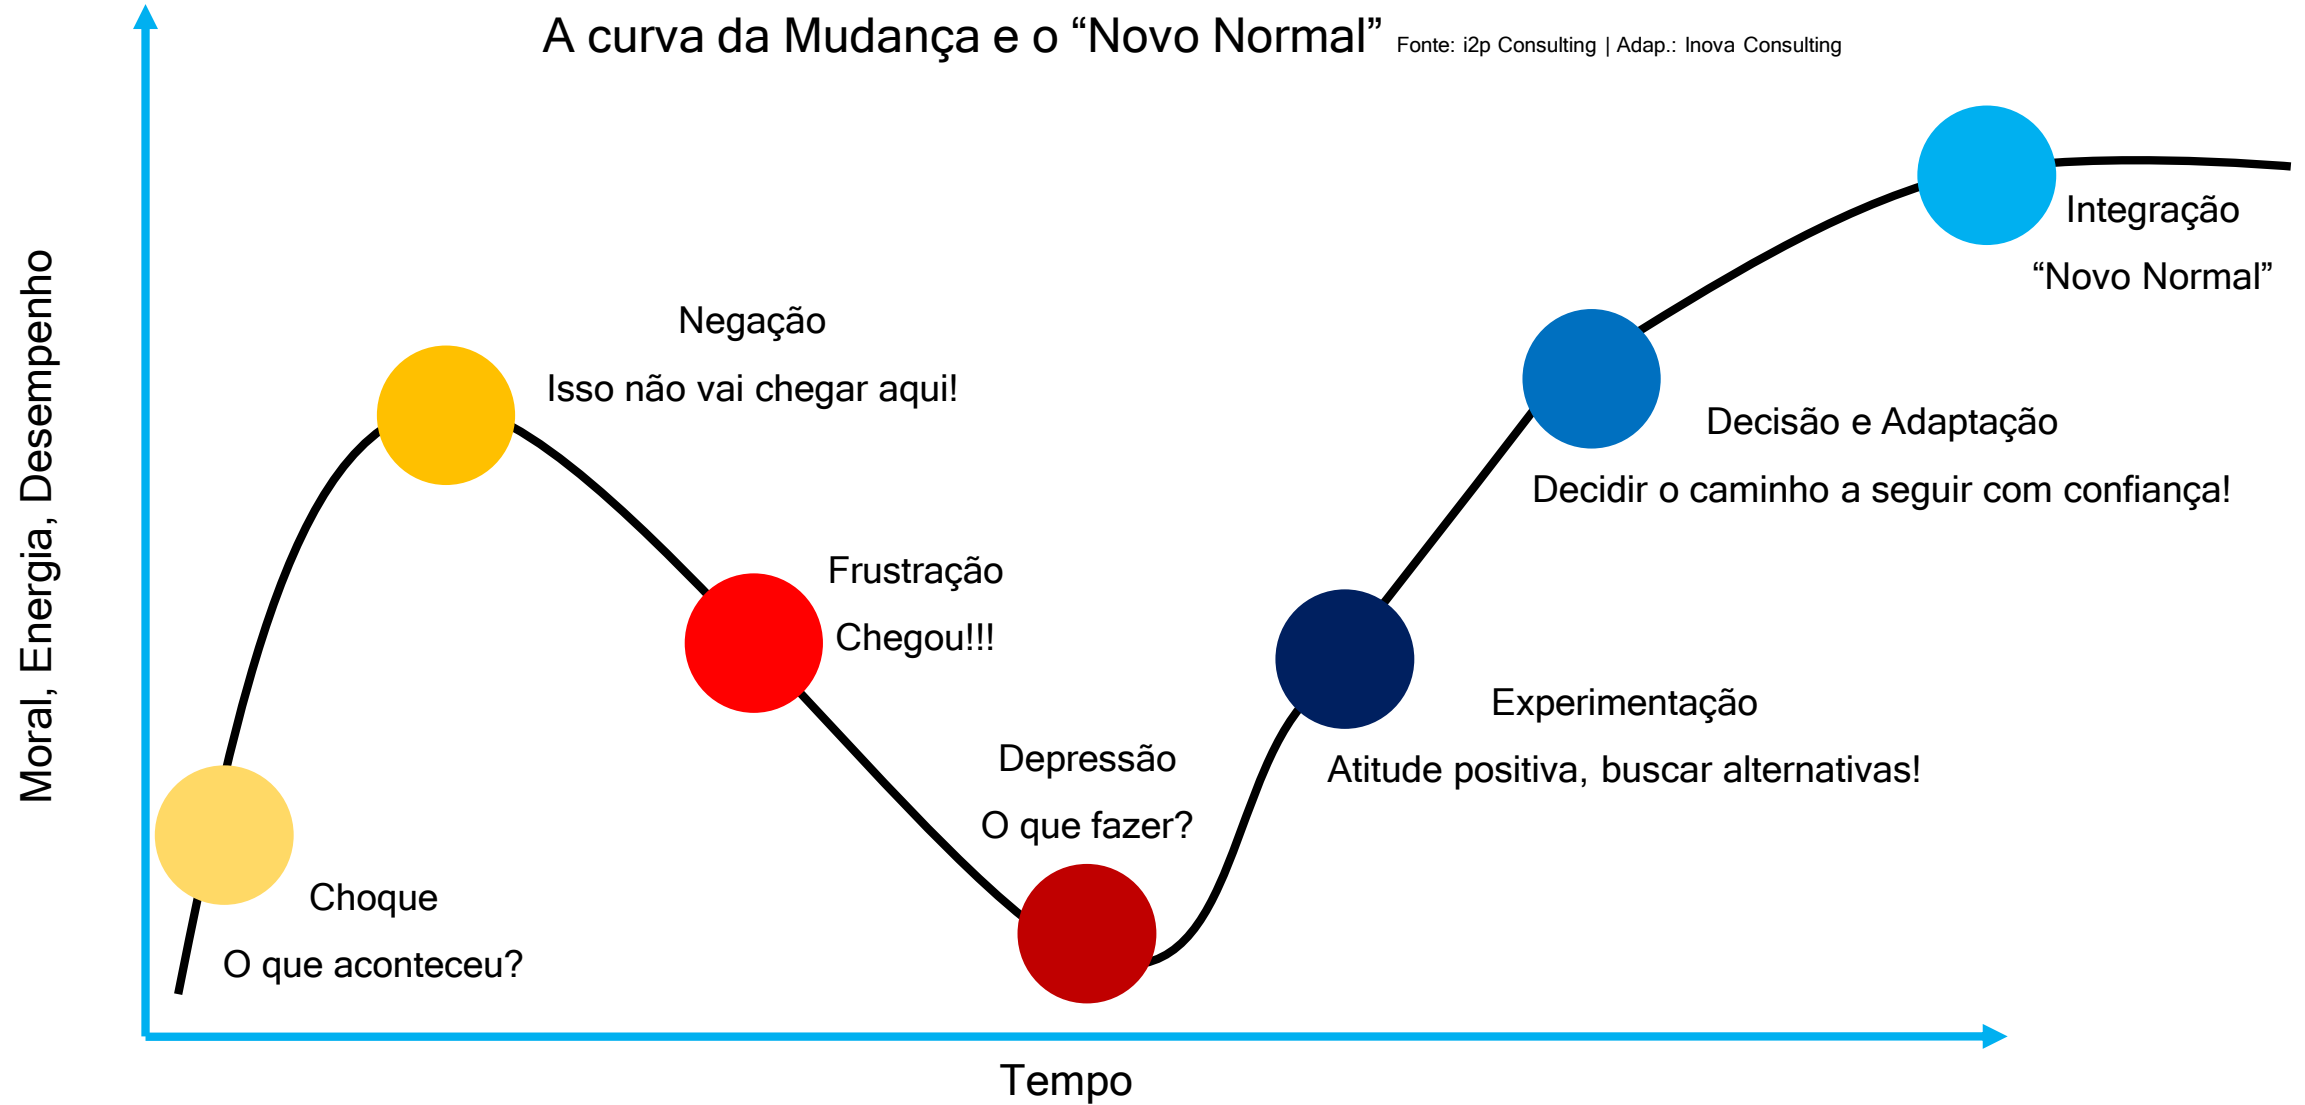 A curva da Mudança e o “Novo Normal” Fonte: i2p Consulting | Adap.: Inova Consulting
Moral, Energia, Desempenho
Choque
O que aconteceu?
Negação
Isso não vai chegar aqui!
Frustração
Chegou!!!
Depressão
O que fazer?
Experimentação
Atitude positiva, buscar alternativas!
Decisão e Adaptação
Decidir o caminho a seguir com confiança!
Integração
“Novo Normal”
Tempo